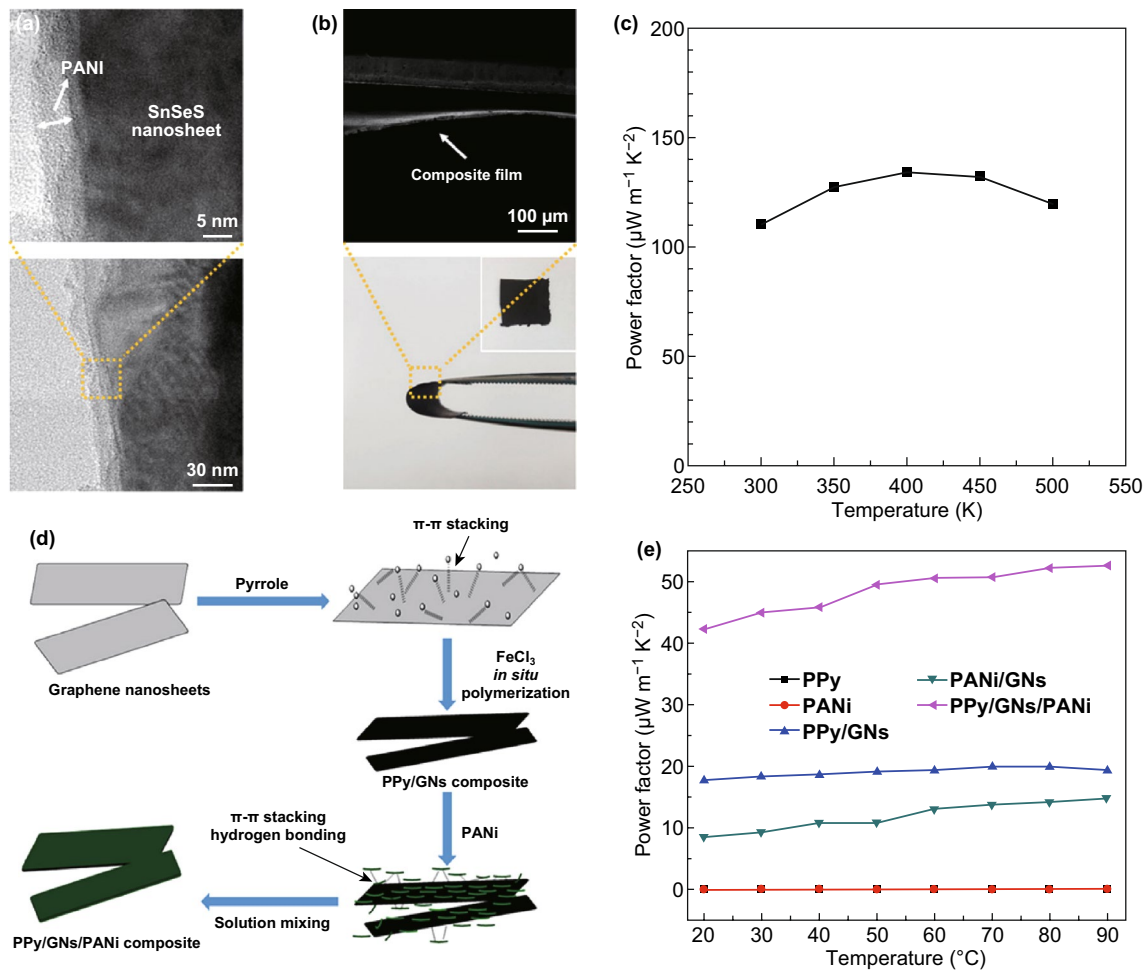 (a)
PANI
SnSeS
nanosheet
5 nm
30 nm
(b)
Composite film
100 µm
(c)
200
150
100
50
0
Power factor (µW m⁻¹ K⁻²)
250
300
350
400
450
500
550
Temperature (K)
(d)
π-π stacking
Pyrrole
Graphene nanosheets
FeCl₃
in situ
polymerization
PPy/GNs composite
π-π stacking
hydrogen bonding
PANi
Solution mixing
PPy/GNs/PANi composite
(e)
50
40
30
20
10
0
Power factor (µW m⁻¹ K⁻²)
PPy
PANi
PPy/GNs
PANi/GNs
PPy/GNs/PANi
20
30
40
50
60
70
80
90
Temperature (°C)